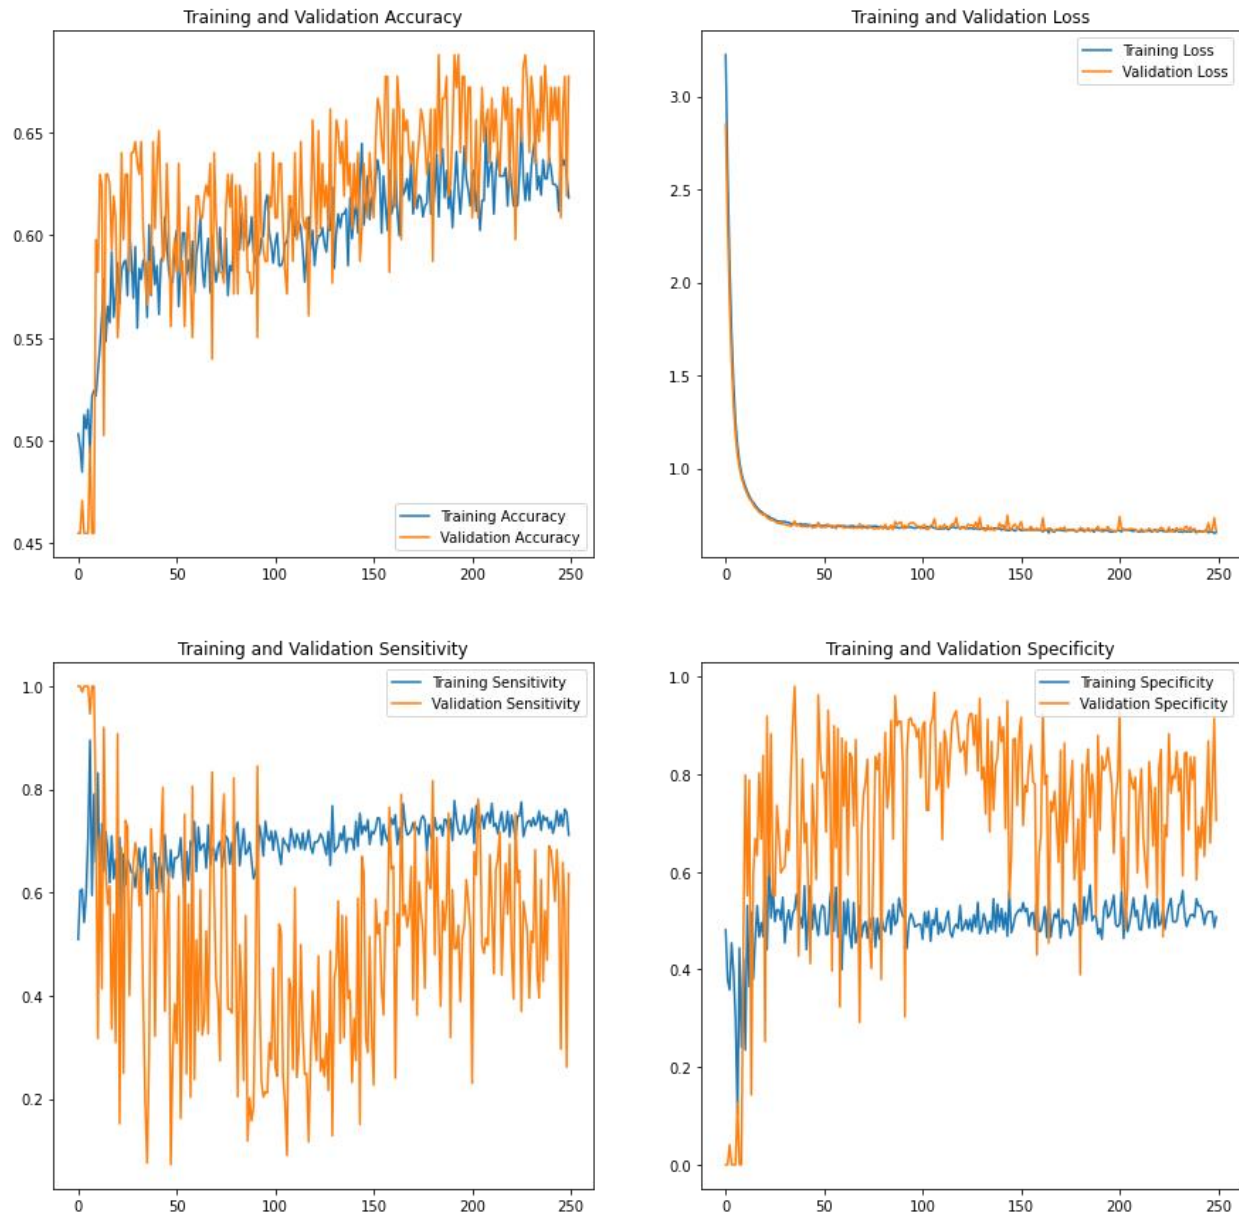 Training and Validation Accuracy
0.65
0.60
0.55
0.50
0.45
Training Accuracy
Validation Accuracy
0 50 100 150 200 250
Training and Validation Loss
Training Loss
Validation Loss
3.0
2.5
2.0
1.5
1.0
0 50 100 150 200 250
Training and Validation Sensitivity
Training Sensitivity
Validation Sensitivity
1.0
0.8
0.6
0.4
0.2
0 50 100 150 200 250
Training and Validation Specificity
Training Specificity
Validation Specificity
1.0
0.8
0.6
0.4
0.2
0.0
0 50 100 150 200 250